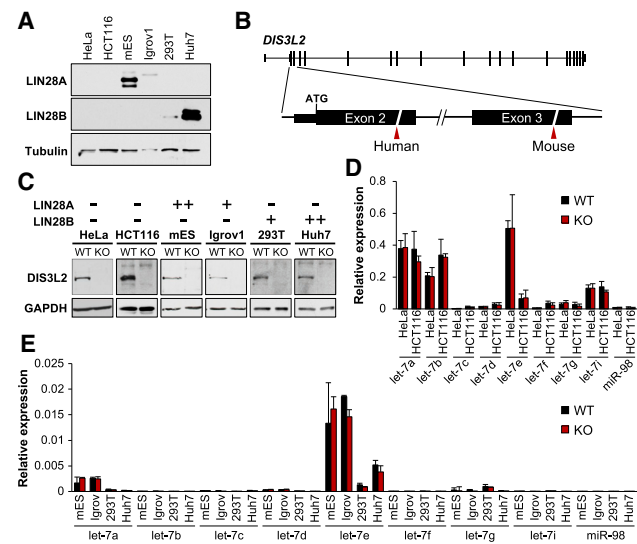 A
HeLa HCT116 mES Igrov1 293T Huh7
LIN28A
LIN28B
Tubulin
B
DIS3L2
ATG
Exon 2 // Exon 3
Human Mouse
C
LIN28A - - ++ + - -
LIN28B - - - - + ++
HeLa HCT116 mES Igrov1 293T Huh7
WT KO WT KO WT KO WT KO WT KO WT KO
DIS3L2
GAPDH
D
Relative expression
0.8
0.6
0.4
0.2
0
WT
KO
HeLa HCT116 HeLa HCT116 HeLa HCT116 HeLa HCT116 HeLa HCT116 HeLa HCT116 HeLa HCT116 HeLa HCT116 HeLa HCT116
let-7a let-7b let-7c let-7d let-7e let-7f let-7g let-7i miR-98
E
Relative expression
0.025
0.02
0.015
0.01
0.005
0
WT
KO
mES Igrov 293T Huh7 mES Igrov 293T Huh7 mES Igrov 293T Huh7 mES Igrov 293T Huh7 mES Igrov 293T Huh7 mES Igrov 293T Huh7 mES Igrov 293T Huh7 mES Igrov 293T Huh7 mES Igrov 293T Huh7
let-7a let-7b let-7c let-7d let-7e let-7f let-7g let-7i miR-98